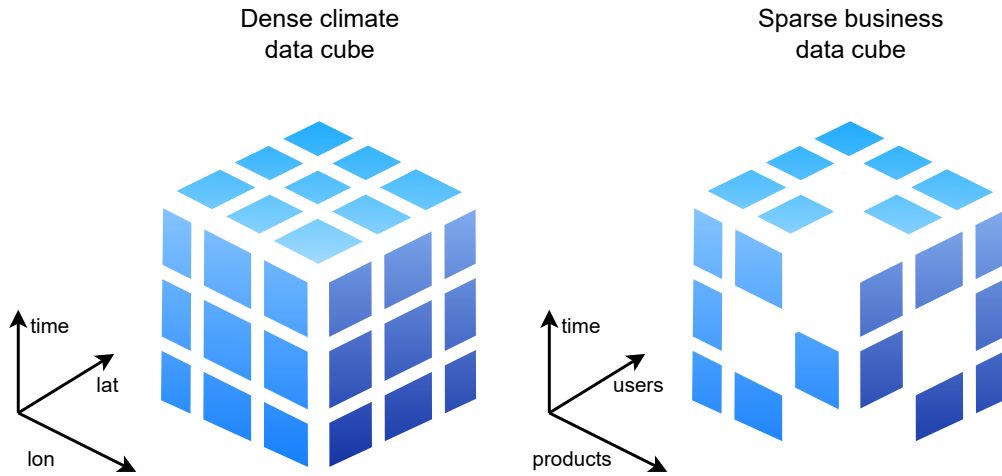 Dense climate
data cube
Sparse business
data cube
time
lat
lon
time
users
products